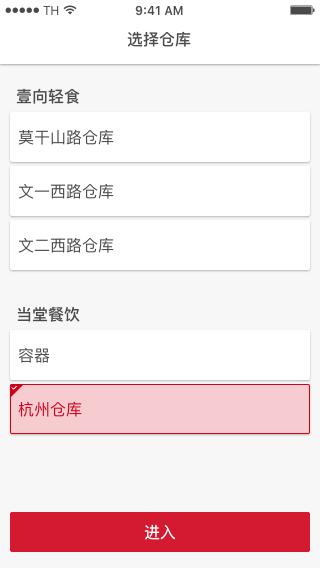 TH 9:41 AM
选择仓库
壹向轻食
莫干山路仓库
文一西路仓库
文二西路仓库
当堂餐饮
容器
杭州仓库
进入